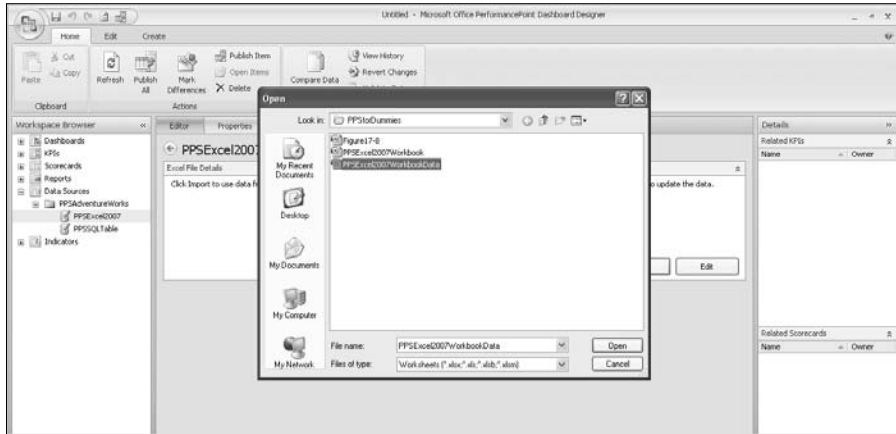 Untitled - Microsoft Office PerformancePoint Dashboard Designer
Home Edit Create
Paste
Cut
Copy
Clipboard
Refresh
Publish All
Mark Differences
Publish Item
Open Items
Delete
Actions
Compare Data
View History
Revert Changes
Workspace Browser
Dashboards
KPIs
Scorecards
Reports
Data Sources
PPSAdventureWorks
PPSExcel2007
PPSSQLTable
Indicators
Editor Properties
PPSExcel2007
Excel File Details
Click Import to use data
to update the data.
Edit
Open
Look in: PPStoDummies
My Recent Documents
Desktop
My Documents
My Computer
My Network
Figure17-8
PPSExcel2007Workbook
PPSExcel2007WorkbookData
File name: PPSExcel2007WorkbookData Open
Files of type: Worksheets (*.xlsx;*.xls;*.xlsb;*.xlsm) Cancel
Details
Related KPIs
Name Owner
Related Scorecards
Name Owner